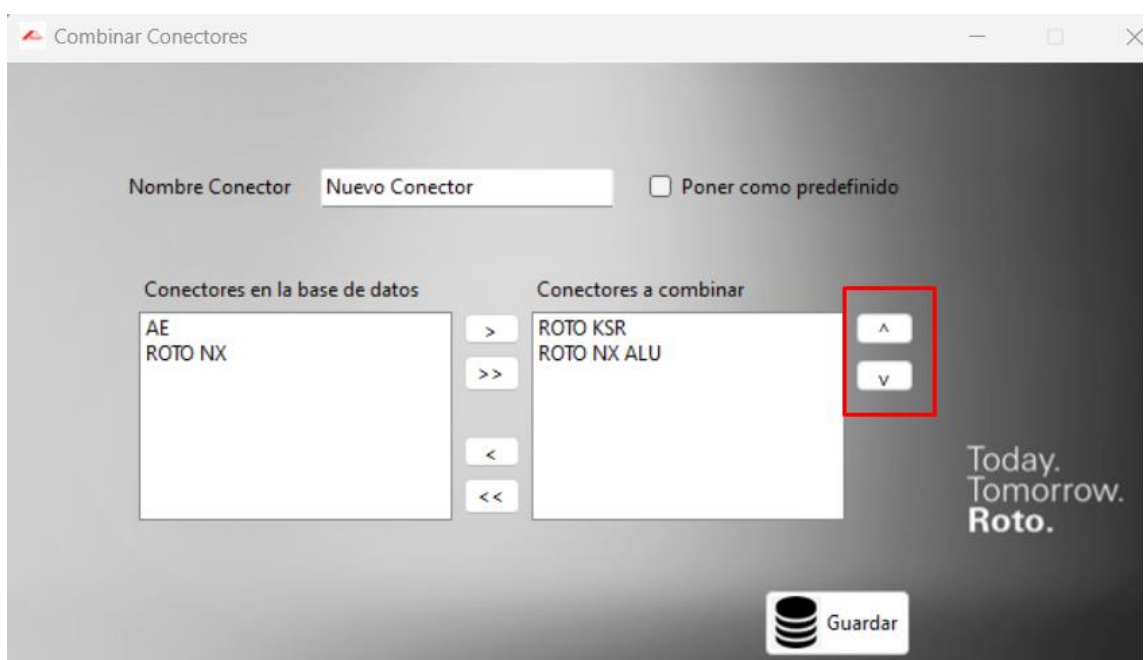 Combinar Conectores
Nombre Conector Nuevo Conector Poner como predefinido
Conectores en la base de datos Conectores a combinar
AE > ROTO KSR ^
ROTO NX ROTO NX ALU
>> v
<
<<
Today.
Tomorrow.
Roto.
Guardar